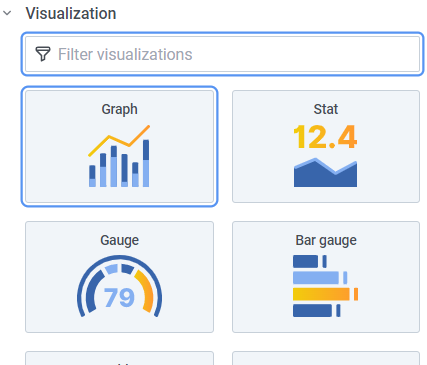 Visualization
Filter visualizations
Graph
Stat
12.4
Gauge
Bar gauge
79